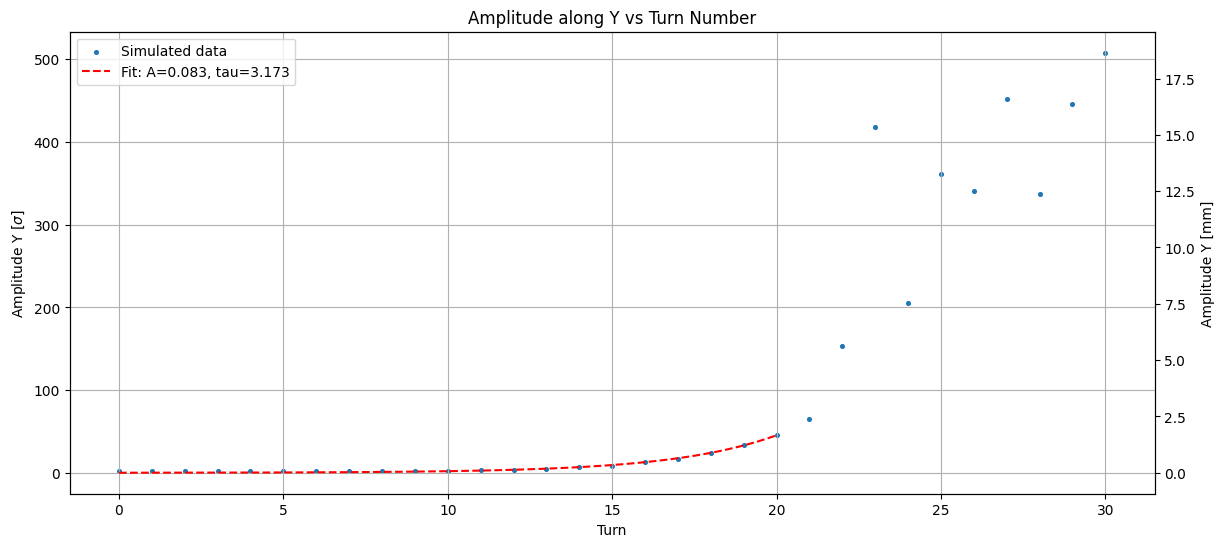 Amplitude along Y vs Turn Number
Simulated data
Fit: A=0.083, tau=3.173
500
400
300
200
100
0
Amplitude Y [σ]
17.5
15.0
12.5
10.0
7.5
5.0
2.5
0.0
Amplitude Y [mm]
0 5 10 15 20 25 30
Turn